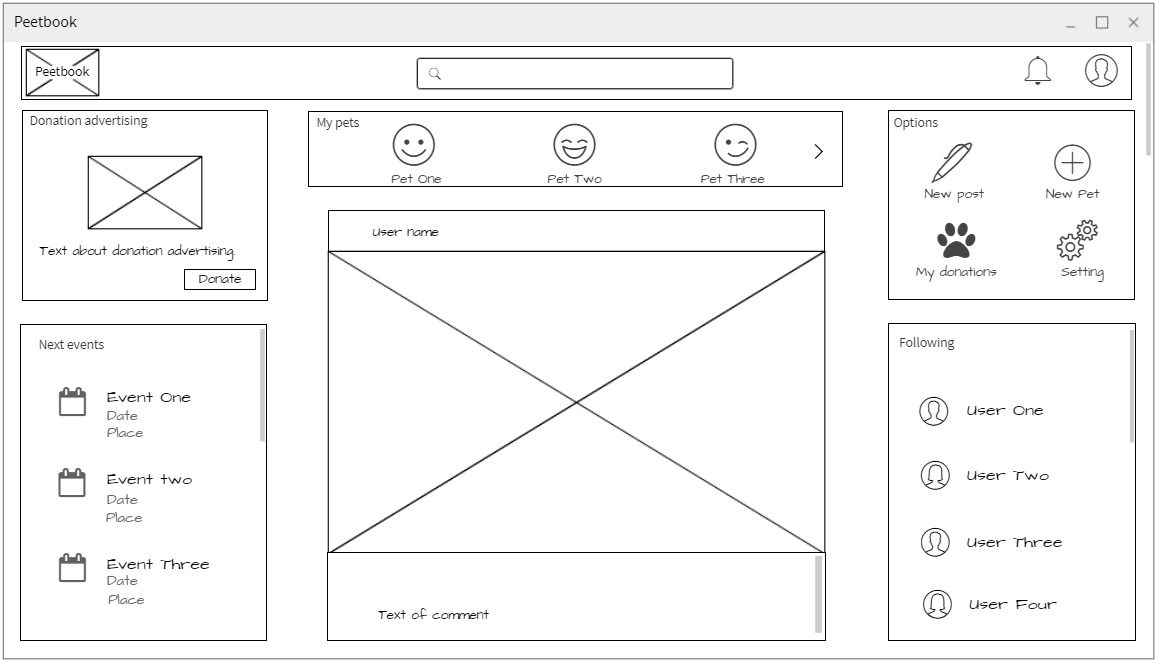 Peetbook
Peetbook
Donation advertising
Text about donation advertising.
Donate
My pets
Pet One
Pet Two
Pet Three
Options
New post
New Pet
My donations
Setting
User name
Text of comment
Next events
Event One
Date
Place
Event two
Date
Place
Event Three
Date
Place
Following
User One
User Two
User Three
User Four